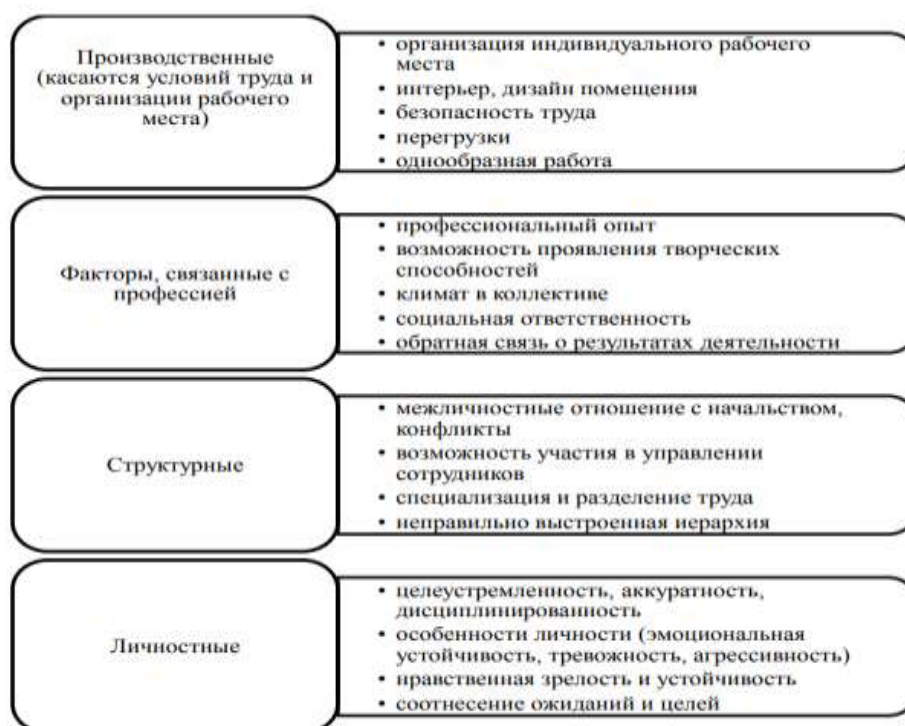 Производственные
(касаются условий труда и
организации рабочего
места)
• организация индивидуального рабочего
места
• интерьер, дизайн помещения
• безопасность труда
• перегрузки
• однообразная работа
Факторы, связанные с
профессией
• профессиональный опыт
• возможность проявления творческих
способностей
• климат в коллективе
• социальная ответственность
• обратная связь о результатах деятельности
Структурные
• межличностные отношение с начальством,
конфликты
• возможность участия в управлении
сотрудников
• специализация и разделение труда
• неправильно выстроенная иерархия
Личностные
• целеустремленность, аккуратность,
дисциплинированность
• особенности личности (эмоциональная
устойчивость, тревожность, агрессивность)
• нравственная зрелость и устойчивость
• соотнесение ожиданий и целей